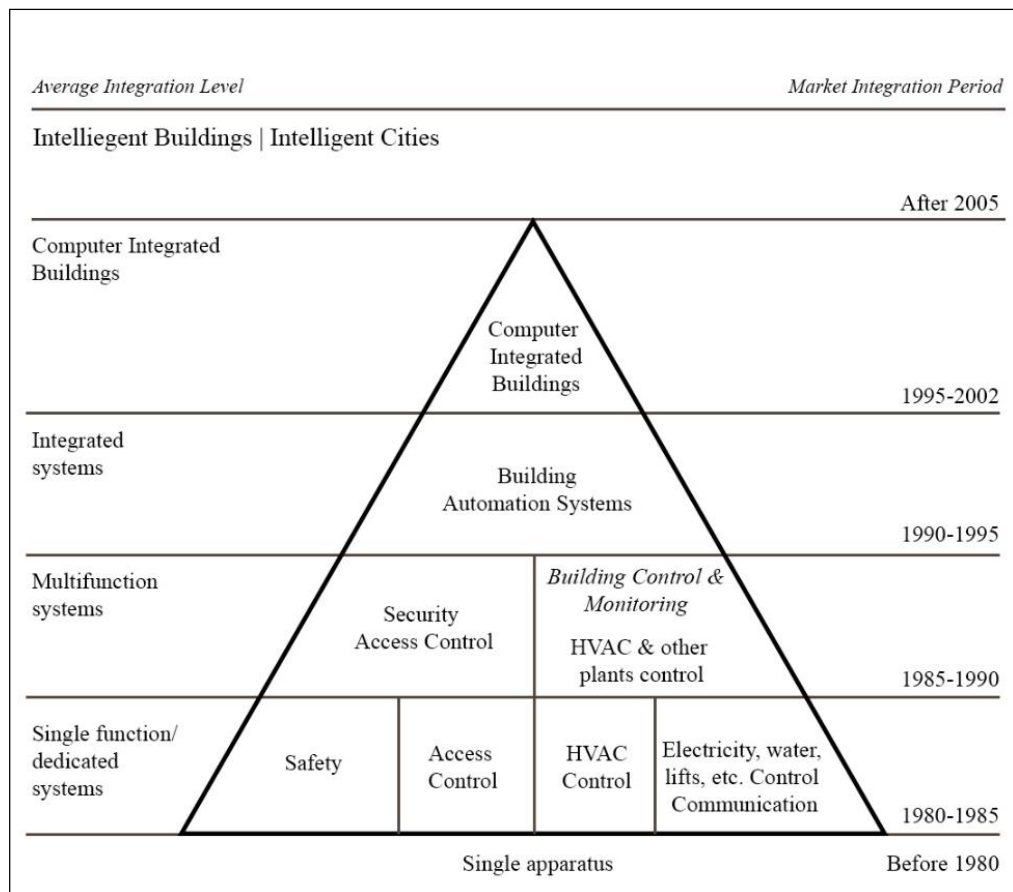 Average Integration Level
Market Integration Period
Intelliegent Buildings | Intelligent Cities
After 2005
Computer Integrated
Buildings
Computer
Integrated
Buildings
1995-2002
Integrated
systems
Building
Automation Systems
1990-1995
Multifunction
systems
Security
Access Control
Building Control &
Monitoring
HVAC & other
plants control
1985-1990
Single function/
dedicated
systems
Safety
Access
Control
HVAC
Control
Electricity, water,
lifts, etc. Control
Communication
1980-1985
Single apparatus
Before 1980